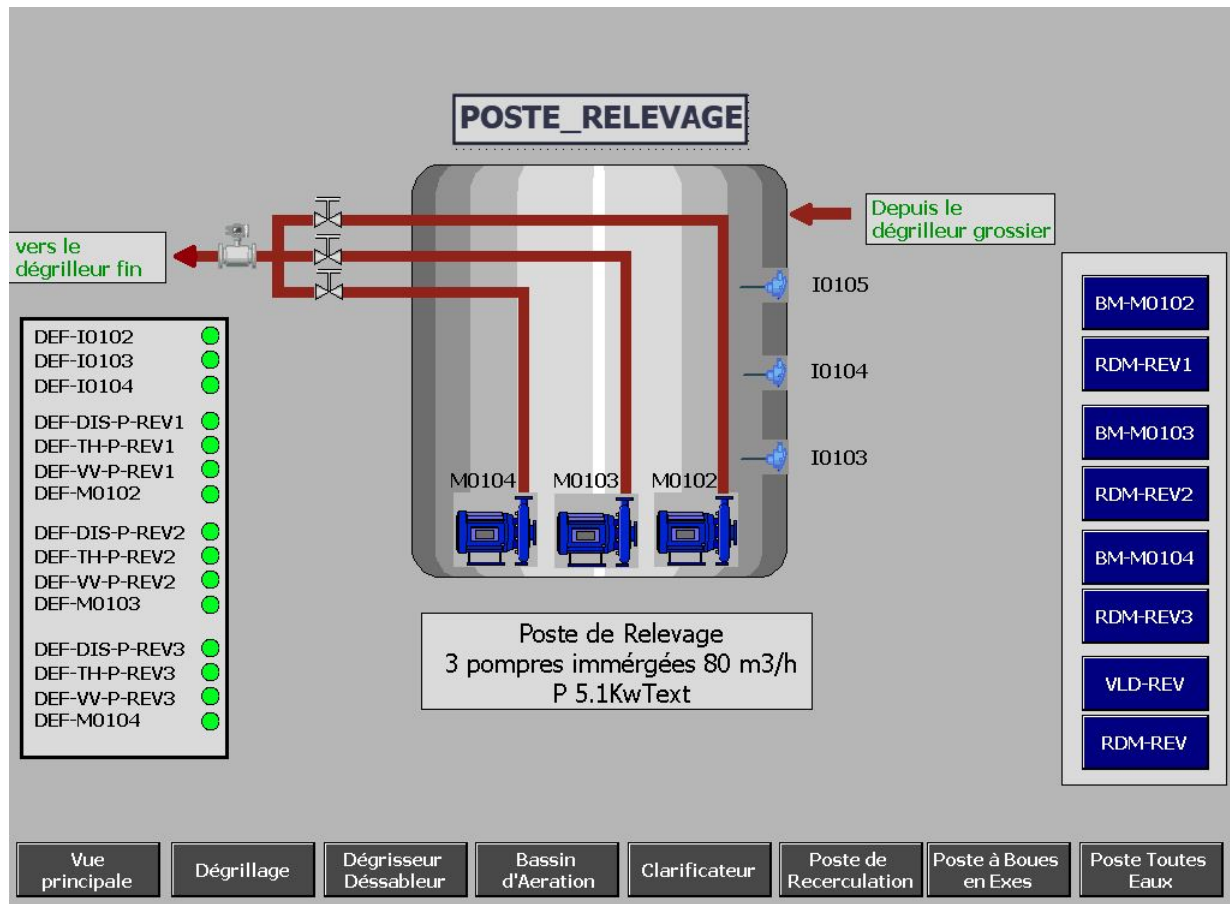 POSTE_RELEVAGE
Depuis le
dégrilleur grossier
vers le
dégrilleur fin
I0105
I0104
I0103
M0104
M0103
M0102
DEF-I0102
DEF-I0103
DEF-I0104
DEF-DIS-P-REV1
DEF-TH-P-REV1
DEF-VV-P-REV1
DEF-M0102
DEF-DIS-P-REV2
DEF-TH-P-REV2
DEF-VV-P-REV2
DEF-M0103
DEF-DIS-P-REV3
DEF-TH-P-REV3
DEF-VV-P-REV3
DEF-M0104
Poste de Relevage
3 pompres immérgées 80 m3/h
P 5.1KwText
BM-M0102
RDM-REV1
BM-M0103
RDM-REV2
BM-M0104
RDM-REV3
VLD-REV
RDM-REV
Vue
principale
Dégrillage
Dégrisseur
Déssableur
Bassin
d'Aeration
Clarificateur
Poste de
Recerculation
Poste à Boues
en Exes
Poste Toutes
Eaux